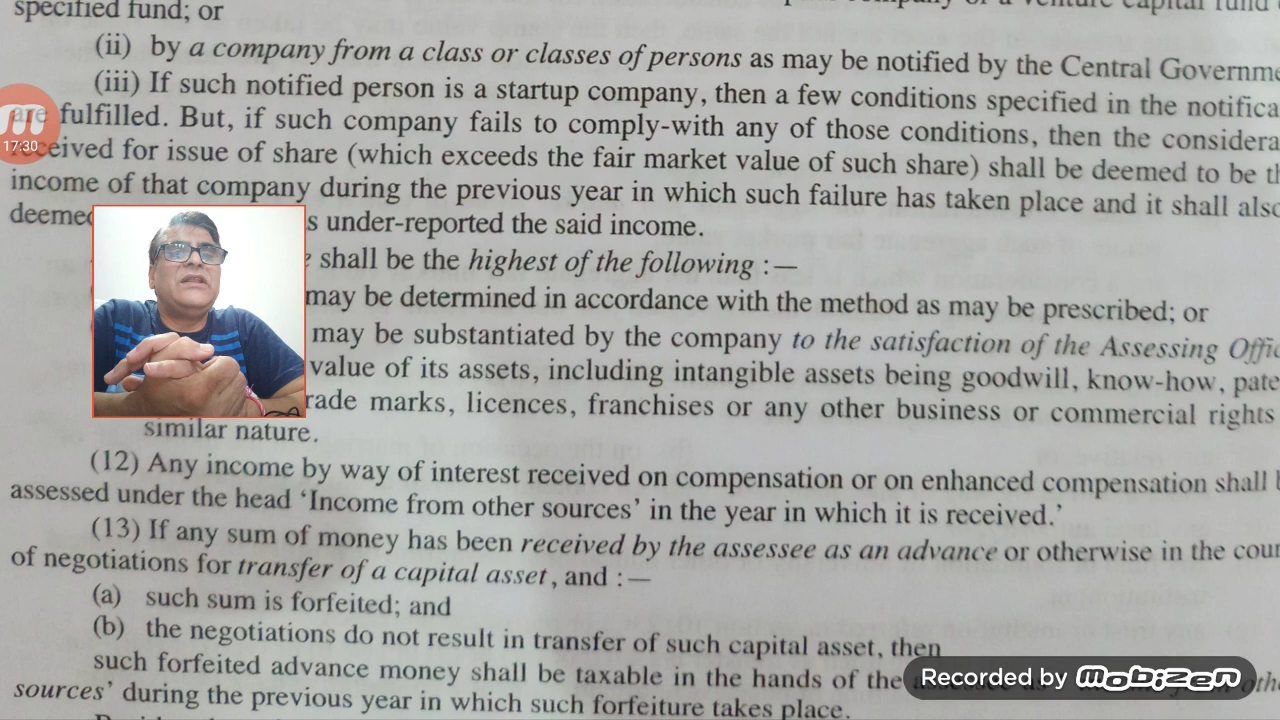 specified fund; or
(ii) by a company from a class or classes of persons as may be notified by the Central
(iii) If such notified person is a startup company, then a few conditions specified in the
are fulfilled. But, if such company fails to comply-with any of those conditions, then the
received for issue of share (which exceeds the fair market value of such share) shall be deemed to be
income of that company during the previous year in which such failure has taken place and it shall also
17:30
under-reported the said income.
shall be the highest of the following :—
may be determined in accordance with the method as may be prescribed; or
may be substantiated by the company to the satisfaction of the Assessing
value of its assets, including intangible assets being goodwill, know-how,
marks, licences, franchises or any other business or commercial rights
similar nature.
(12) Any income by way of interest received on compensation or on enhanced compensation shall
assessed under the head ‘Income from other sources’ in the year in which it is received.’
(13) If any sum of money has been received by the assessee as an advance or otherwise in the
of negotiations for transfer of a capital asset, and :—
(a) such sum is forfeited; and
(b) the negotiations do not result in transfer of such capital asset, then
such forfeited advance money shall be taxable in the hands of the
sources’ during the previous year in which such forfeiture takes place.
Recorded by mobizen